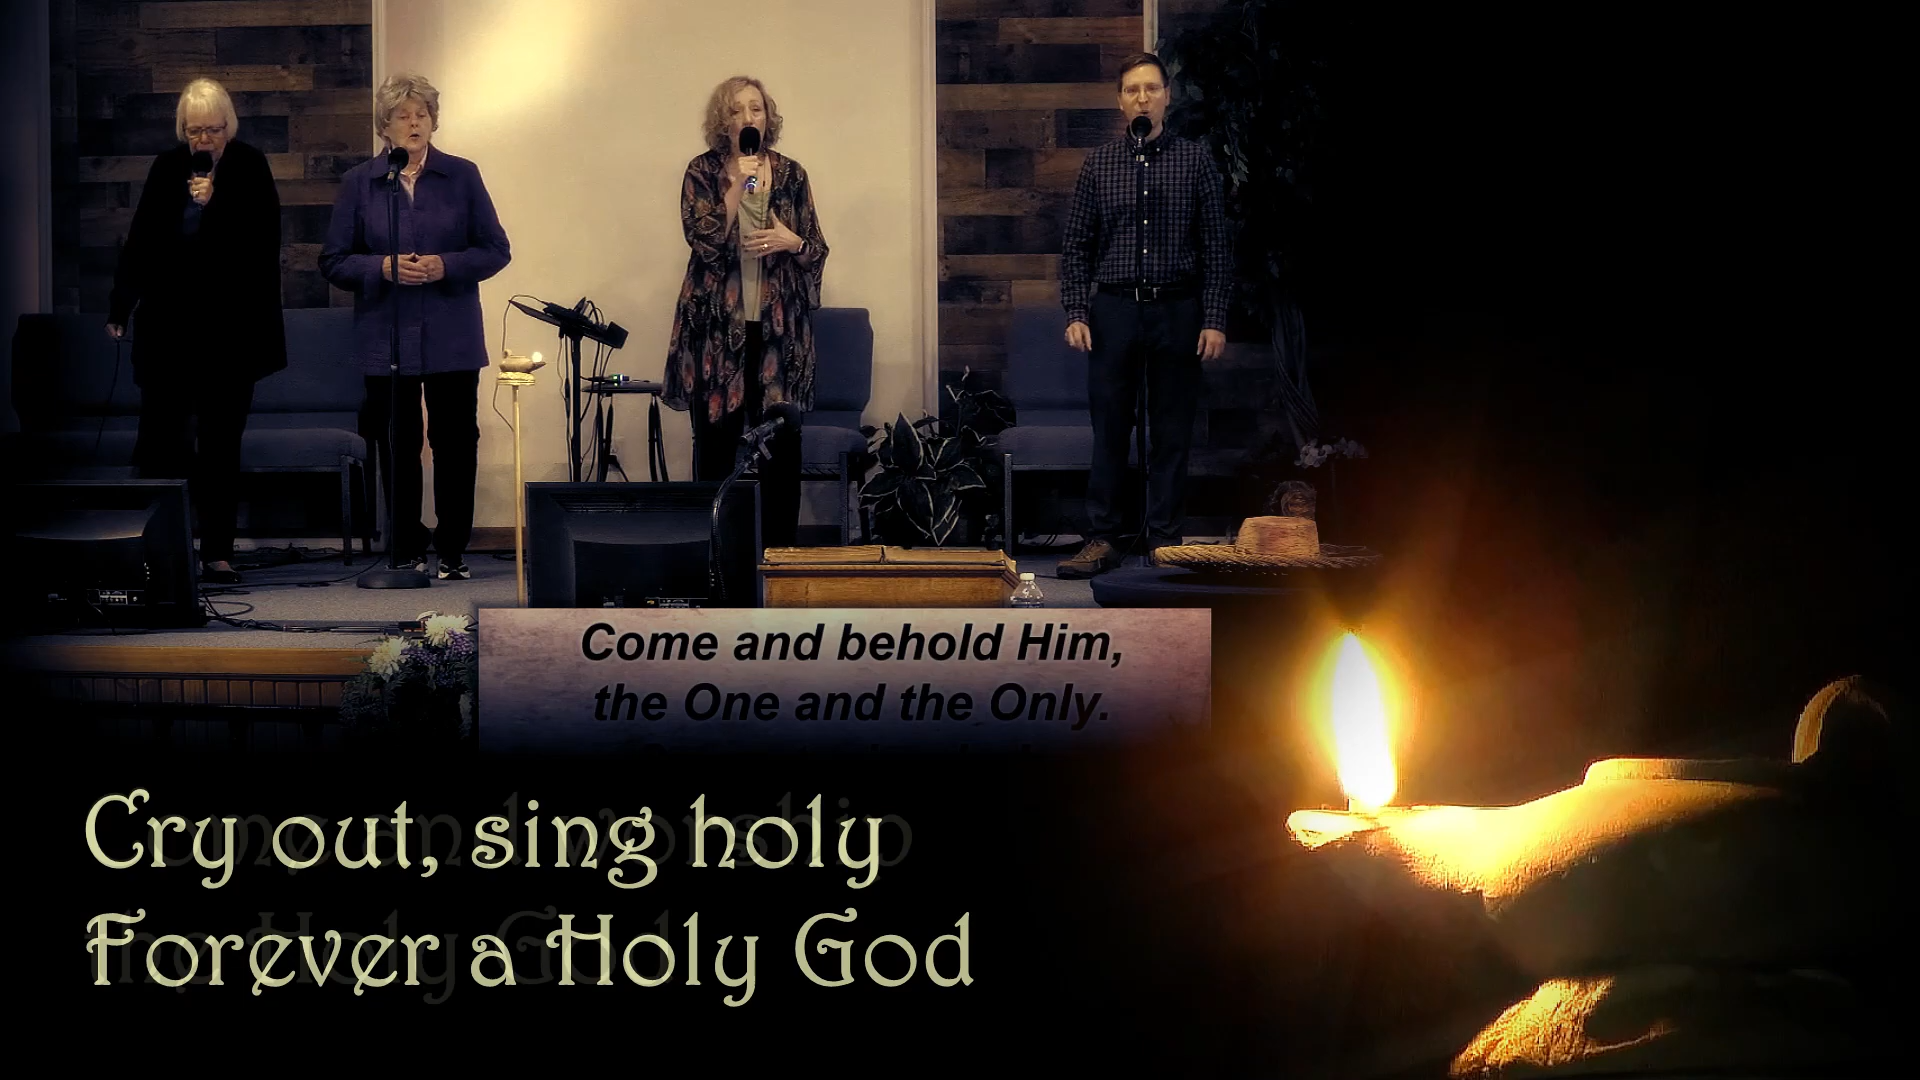 Come and behold Him,
the One and the Only.
Cry out, sing holy
Forever a Holy God